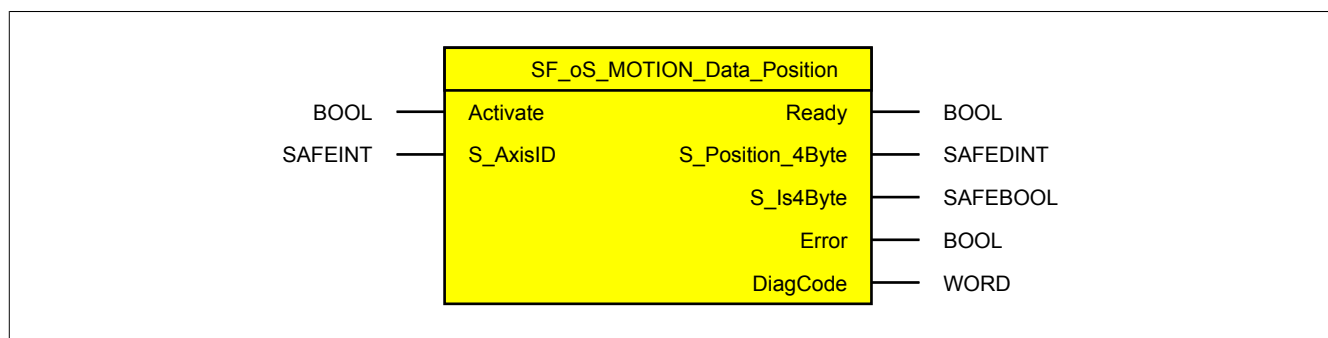 SF_oS_MOTION_Data_Position
BOOL Activate Ready BOOL
SAFEINT S_AxisID S_Position_4Byte SAFEDINT
S_Is4Byte SAFEBOOL
Error BOOL
DiagCode WORD